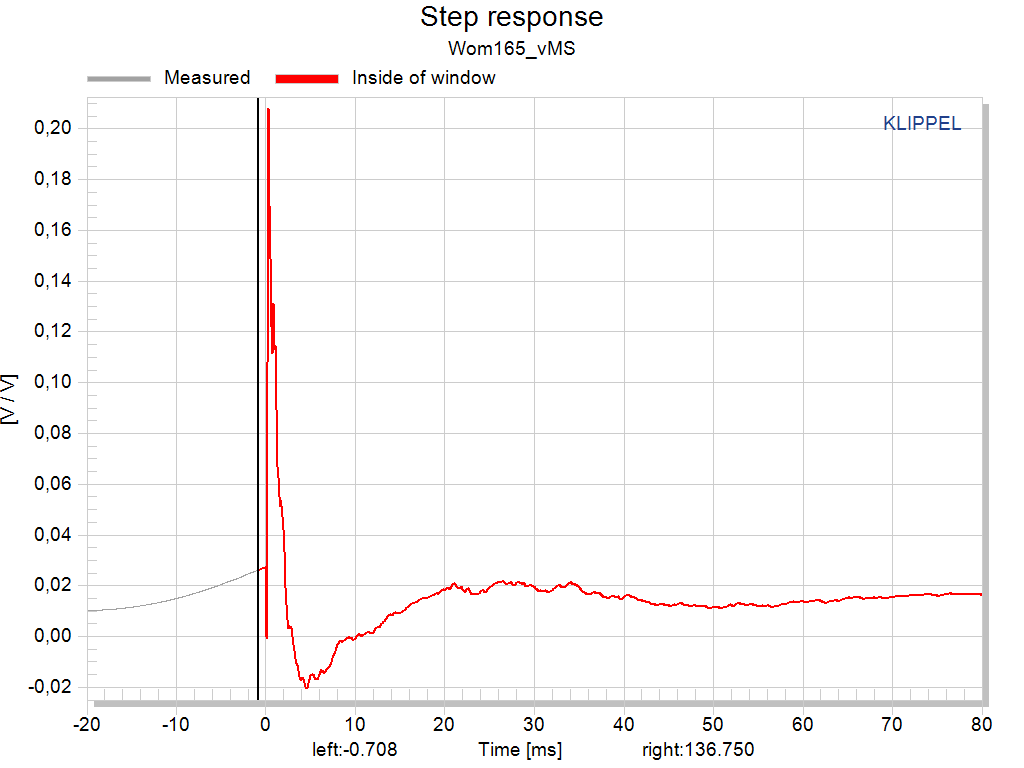 Step response
Wom165_vMS
Measured Inside of window
KLIPPEL
0,20
0,18
0,16
0,14
0,12
0,10
0,08
0,06
0,04
0,02
0,00
-0,02
[V / V]
-20 -10 0 10 20 30 40 50 60 70 80
left:-0.708 Time [ms] right:136.750